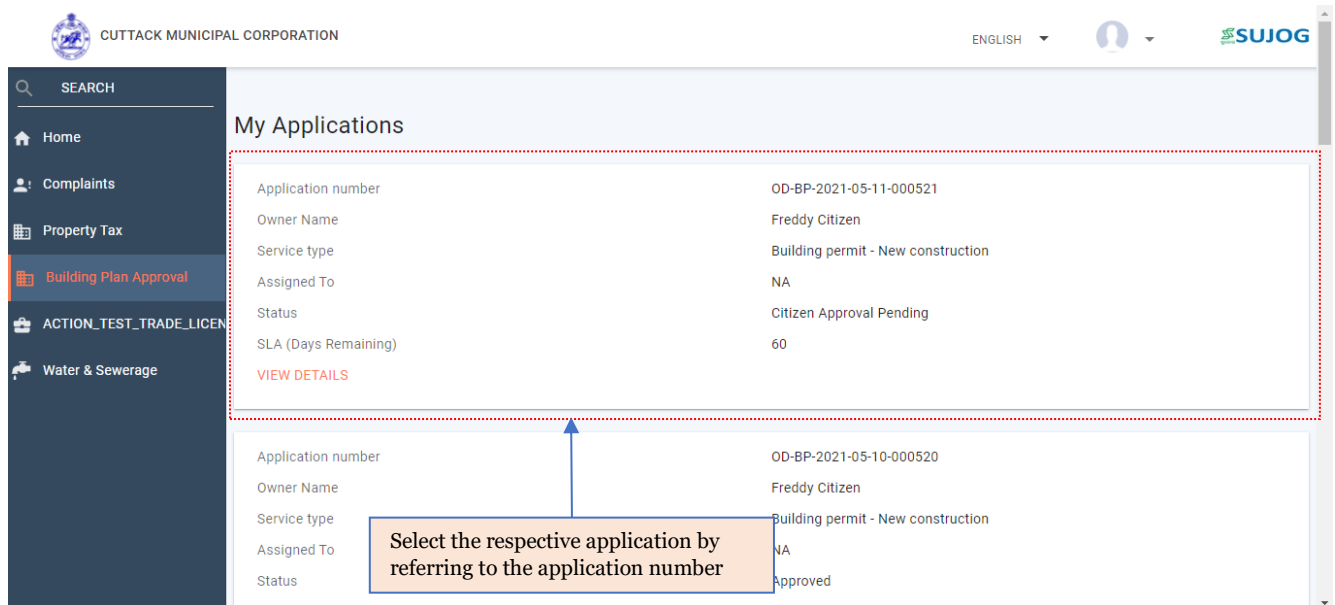 CUTTACK MUNICIPAL CORPORATION
ENGLISH
SUJOG
SEARCH
Home
Complaints
Property Tax
Building Plan Approval
ACTION_TEST_TRADE_LICEN
Water & Sewerage
My Applications
Application number OD-BP-2021-05-11-000521
Owner Name Freddy Citizen
Service type Building permit - New construction
Assigned To NA
Status Citizen Approval Pending
SLA (Days Remaining) 60
VIEW DETAILS
Application number OD-BP-2021-05-10-000520
Owner Name Freddy Citizen
Service type Building permit - New construction
Assigned To NA
Status Approved
Select the respective application by
referring to the application number